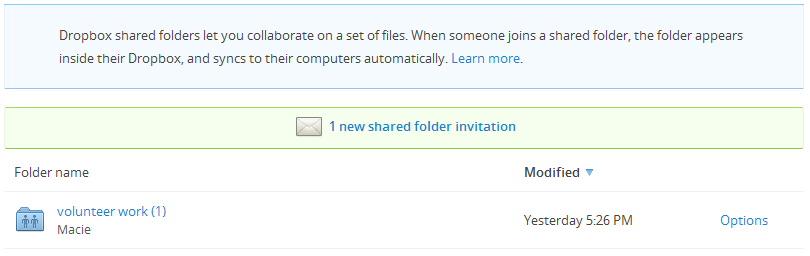 Dropbox shared folders let you collaborate on a set of files. When someone joins a shared folder, the folder appears
inside their Dropbox, and syncs to their computers automatically. Learn more.
1 new shared folder invitation
Folder name Modified
volunteer work (1)
Macie
Yesterday 5:26 PM Options